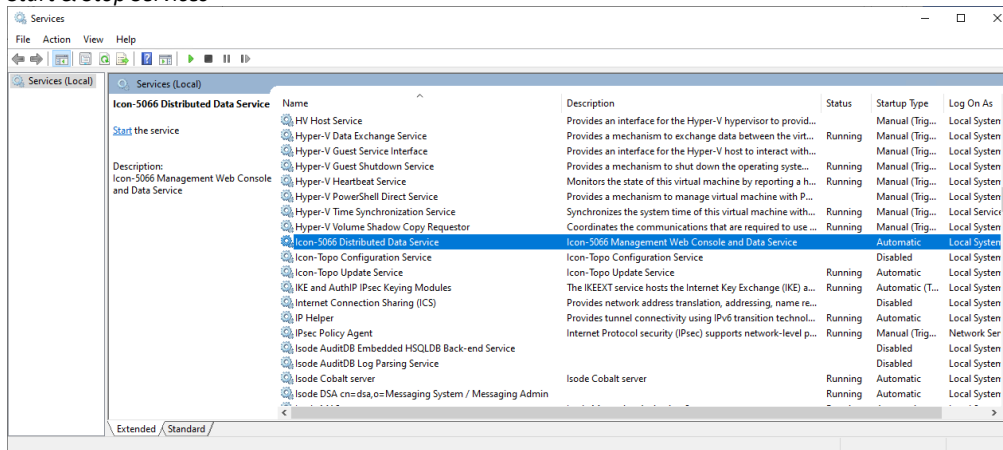 Start & Stop Services
Services
File Action View Help
Services (Local)
Services (Local)
Icon-5066 Distributed Data Service
Start the service
Description:
Icon-5066 Management Web Console
and Data Service
Name Description Status Startup Type Log On As
HV Host Service Provides an interface for the Hyper-V hypervisor to provid... Manual (Trig... Local System
Hyper-V Data Exchange Service Provides a mechanism to exchange data between the virt... Running Manual (Trig... Local System
Hyper-V Guest Service Interface Provides an interface for the Hyper-V host to interact with... Manual (Trig... Local System
Hyper-V Guest Shutdown Service Provides a mechanism to shut down the operating syste... Running Manual (Trig... Local System
Hyper-V Heartbeat Service Monitors the state of this virtual machine by reporting a h... Running Manual (Trig... Local System
Hyper-V PowerShell Direct Service Provides a mechanism to manage virtual machine with P... Manual (Trig... Local System
Hyper-V Time Synchronization Service Synchronizes the system time of this virtual machine with... Running Manual (Trig... Local Service
Hyper-V Volume Shadow Copy Requestor Coordinates the communications that are required to use ... Running Manual (Trig... Local System
Icon-5066 Distributed Data Service Icon-5066 Management Web Console and Data Service Automatic Local System
Icon-Topo Configuration Service Icon-Topo Configuration Service Disabled Local System
Icon-Topo Update Service Icon-Topo Update Service Running Automatic Local System
IKE and AuthIP IPsec Keying Modules The IKEEXT service hosts the Internet Key Exchange (IKE) a... Running Automatic (T... Local System
Internet Connection Sharing (ICS) Provides network address translation, addressing, name re... Disabled Local System
IP Helper Provides tunnel connectivity using IPv6 transition technol... Running Automatic Local System
IPsec Policy Agent Internet Protocol security (IPsec) supports network-level p... Running Manual (Trig... Network Ser
Isode AuditDB Embedded HSQLDB Back-end Service Disabled Local System
Isode AuditDB Log Parsing Service Disabled Local System
Isode Cobalt server Isode Cobalt server Running Automatic Local System
Isode DSA cn=dsa,o=Messaging System / Messaging Admin Running Automatic Local System
Extended Standard